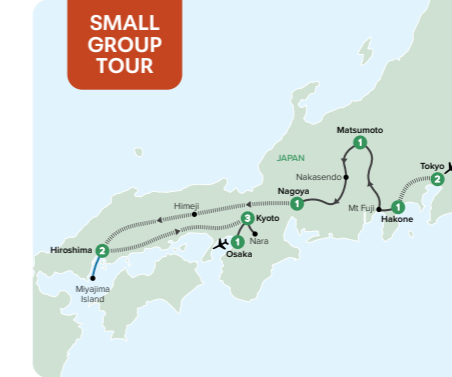 SMALL
GROUP
TOUR
Matsumoto
1
JAPAN
Tokyo
2
Nakasendo
Nagoya
1
Mt Fuji
1
Hakone
Himeji
3
Kyoto
Hiroshima
2
1
Nara
Osaka
Miyajima
Island